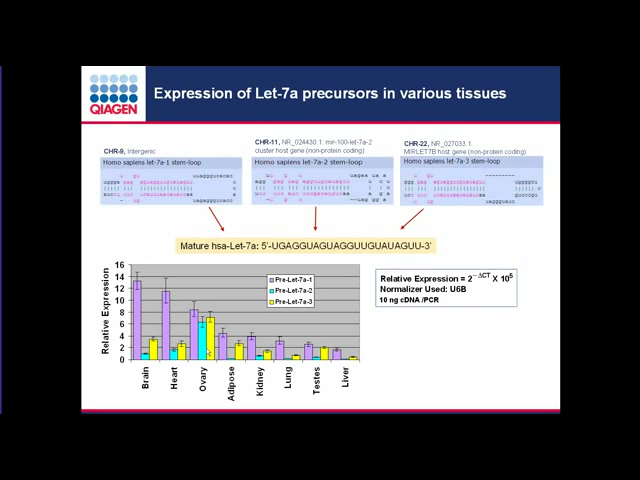 QIAGEN
Expression of Let-7a precursors in various tissues
CHR-9, Intergenic
Homo sapiens let-7a-1 stem-loop
CHR-11, NR_024430.1: mir-100-let-7a-2
cluster host gene (non-protein coding)
Homo sapiens let-7a-2 stem-loop
CHR-22, NR_027033.1:
MIRLET7B host gene (non-protein coding)
Homo sapiens let-7a-3 stem-loop
Mature hsa-Let-7a: 5'-UGAGGUAGUAGGUUGUAUAGUU-3'
Relative Expression
16
14
12
10
8
6
4
2
0
Pre-Let-7a-1
Pre-Let-7a-2
Pre-Let-7a-3
Brain
Heart
Ovary
Adipose
Kidney
Lung
Testes
Liver
Relative Expression = 2^-ΔCT X 10^5
Normalizer Used: U6B
10 ng cDNA /PCR